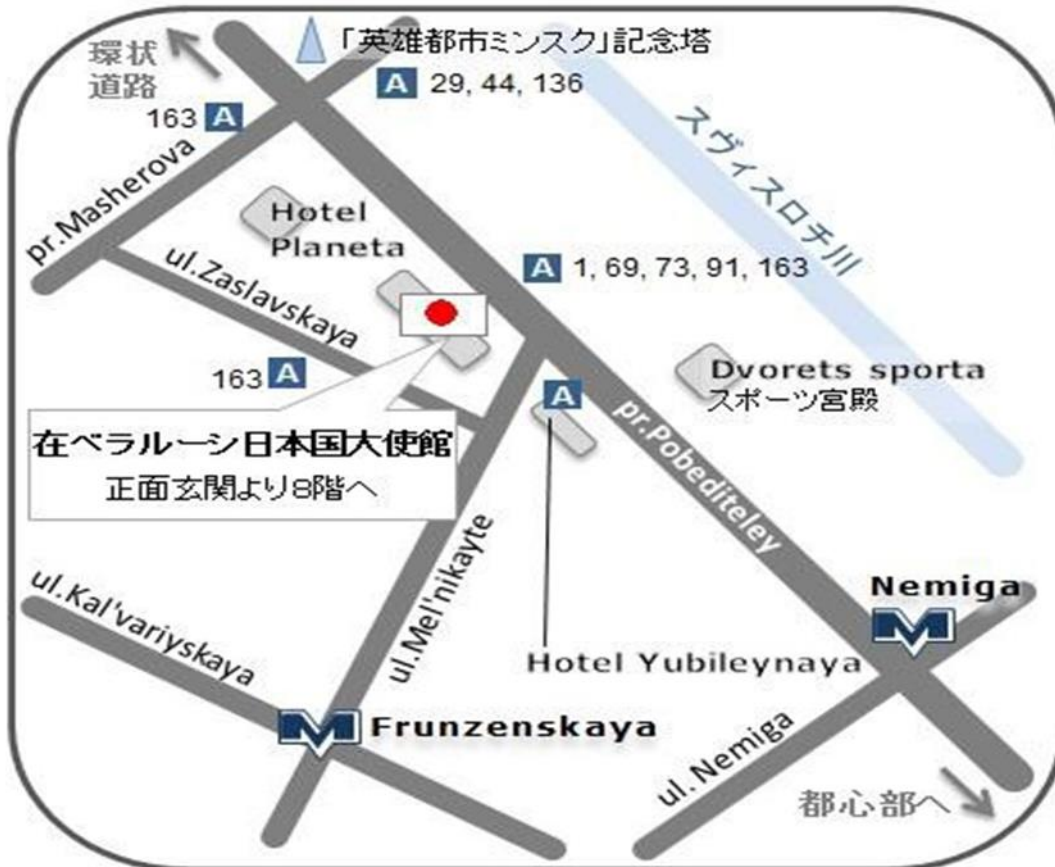 「英雄都市ミンスク」記念塔
環状
道路
A 29, 44, 136
163 A
pr.Masherova
スヴィスロチ川
Hotel
Planeta
ul.Zaslavskaya
A 1, 69, 73, 91, 163
163 A
A
Dvorets sporta
スポーツ宮殿
pr.Pobediteley
在ベラルーシ日本国大使館
正面玄関より8階へ
ul.Mel'nikayte
ul.Kal'variyskaya
Nemiga
M
Hotel Yubileynaya
M Frunzenskaya
ul.Nemiga
都心部へ